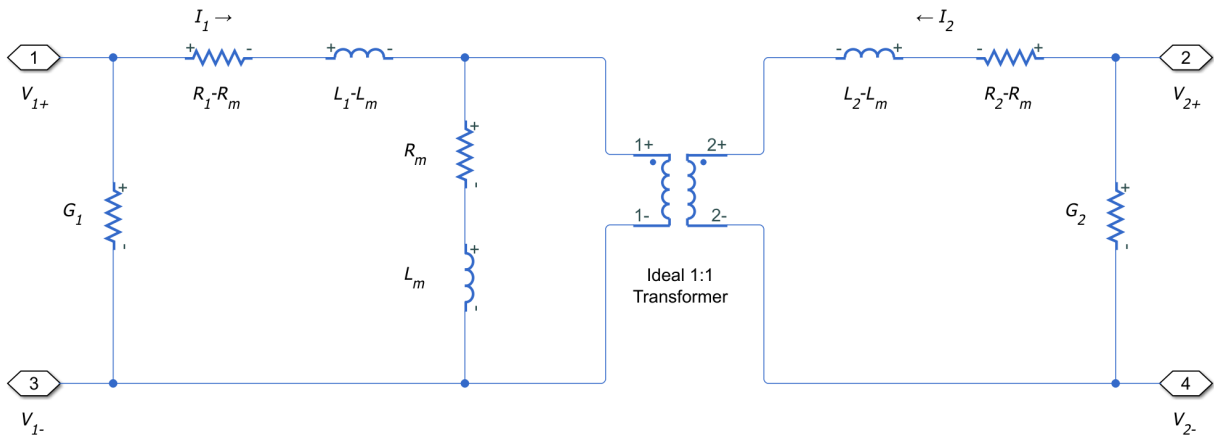 I1 →
← I2
1
2
V1+
R1-Rm
L1-Lm
L2-Lm
R2-Rm
V2+
+ - + - - + - +
Rm
+
-
1+ 2+
G1
+
-
G2
+
-
1- 2-
Lm
+
-
Ideal 1:1
Transformer
3
4
V1-
V2-